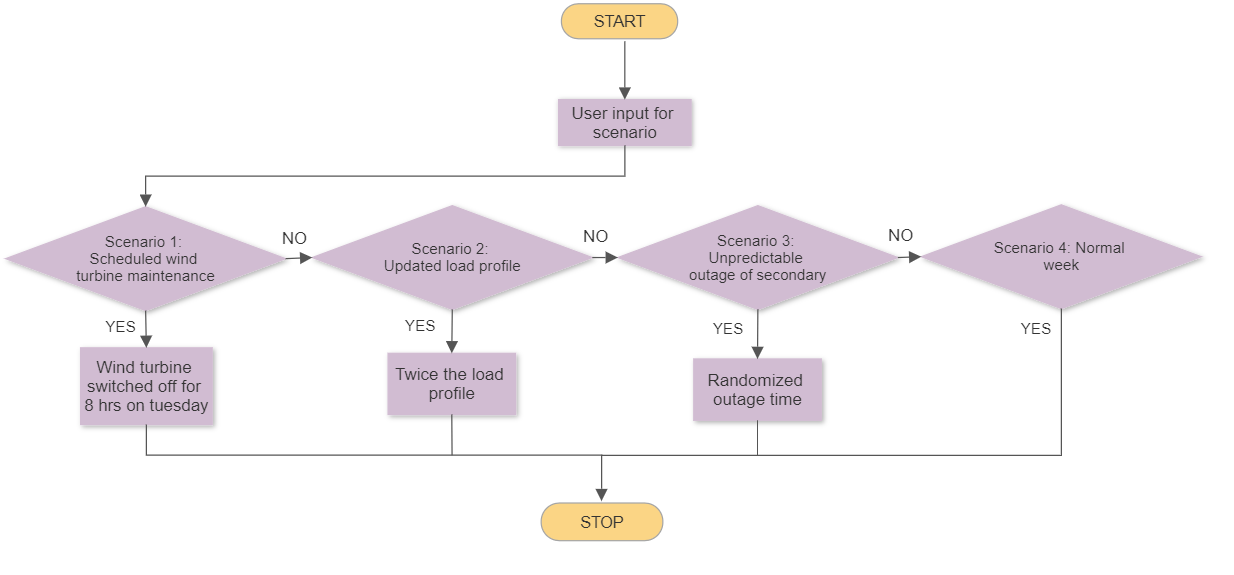 START
User input for
scenario
Scenario 1:
Scheduled wind
turbine maintenance
NO
Scenario 2:
Updated load profile
NO
Scenario 3:
Unpredictable
outage of secondary
NO
Scenario 4: Normal
week
YES
YES
YES
YES
Wind turbine
switched off for
8 hrs on tuesday
Twice the load
profile
Randomized
outage time
STOP